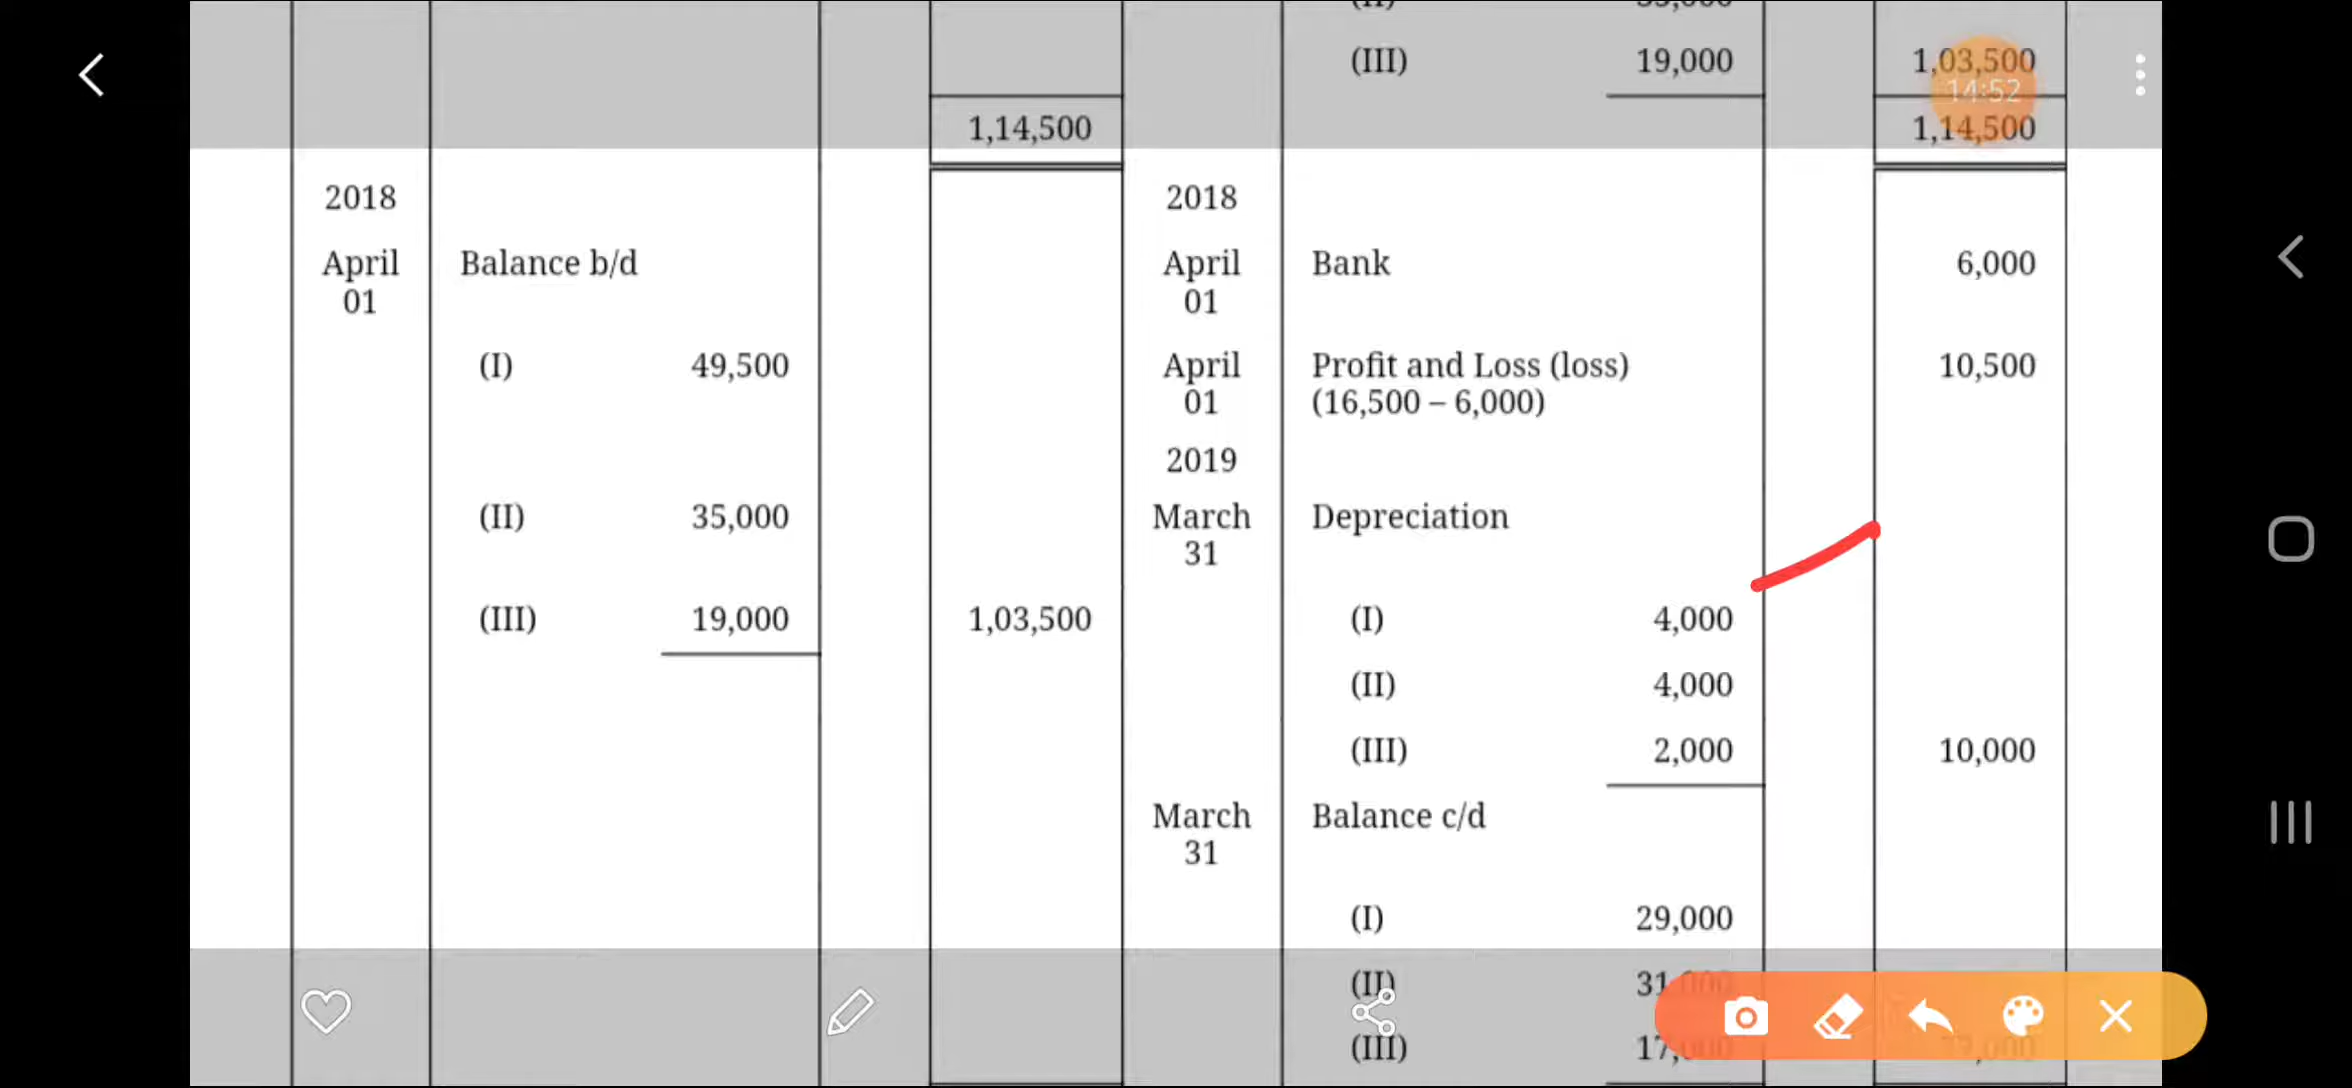 (III) 19,000 1,03,500
14:52
1,14,500 1,14,500
2018 2018
April 01 Balance b/d April 01 Bank 6,000
(I) 49,500 April 01 Profit and Loss (loss) 10,500
(16,500 – 6,000)
2019
(II) 35,000 March 31 Depreciation
(III) 19,000 1,03,500 (I) 4,000
(II) 4,000
(III) 2,000 10,000
March 31 Balance c/d
(I) 29,000
(II)
(III)